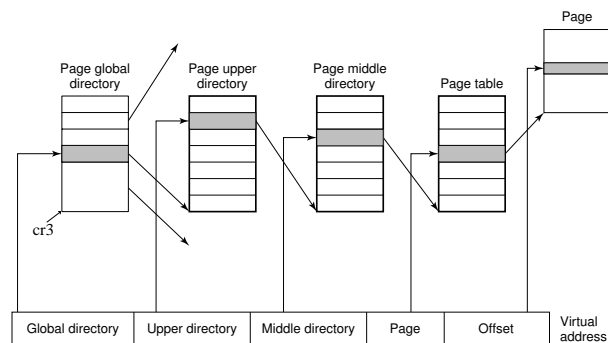 Page
Page global
directory
Page upper
directory
Page middle
directory
Page table
cr3
Global directory
Upper directory
Middle directory
Page
Offset
Virtual
address